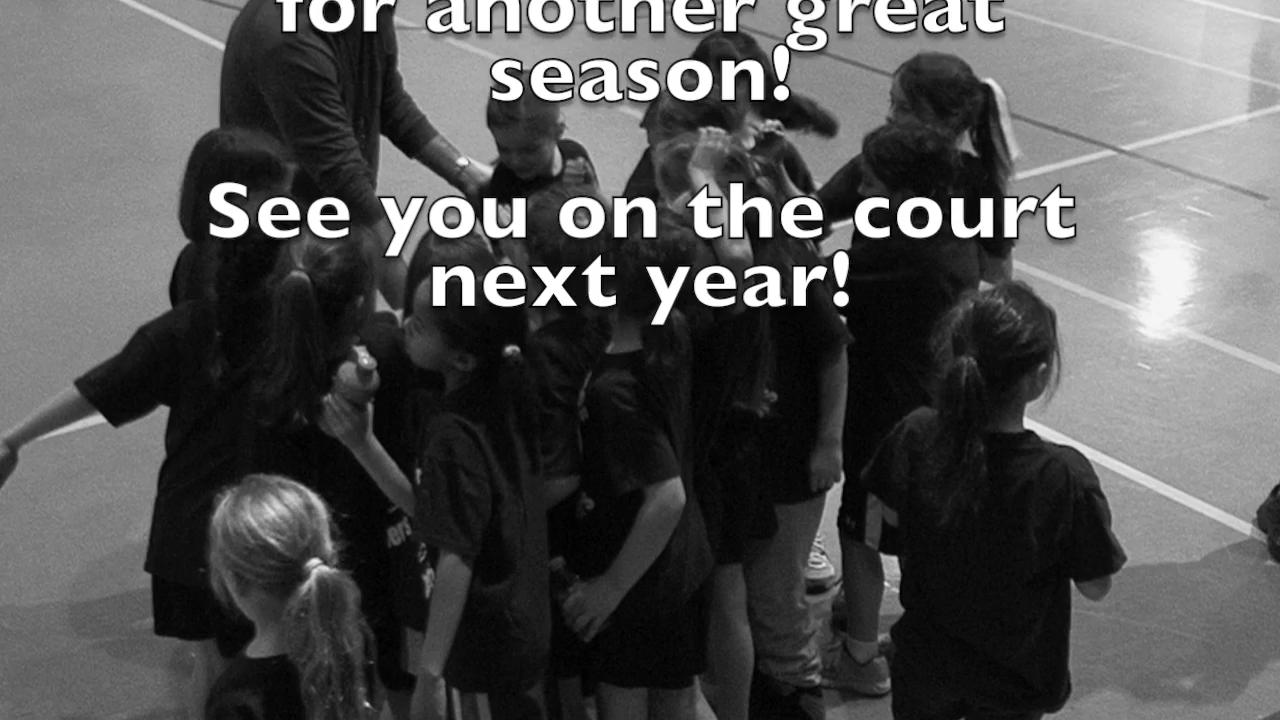 for another great
season!
See you on the court
next year!